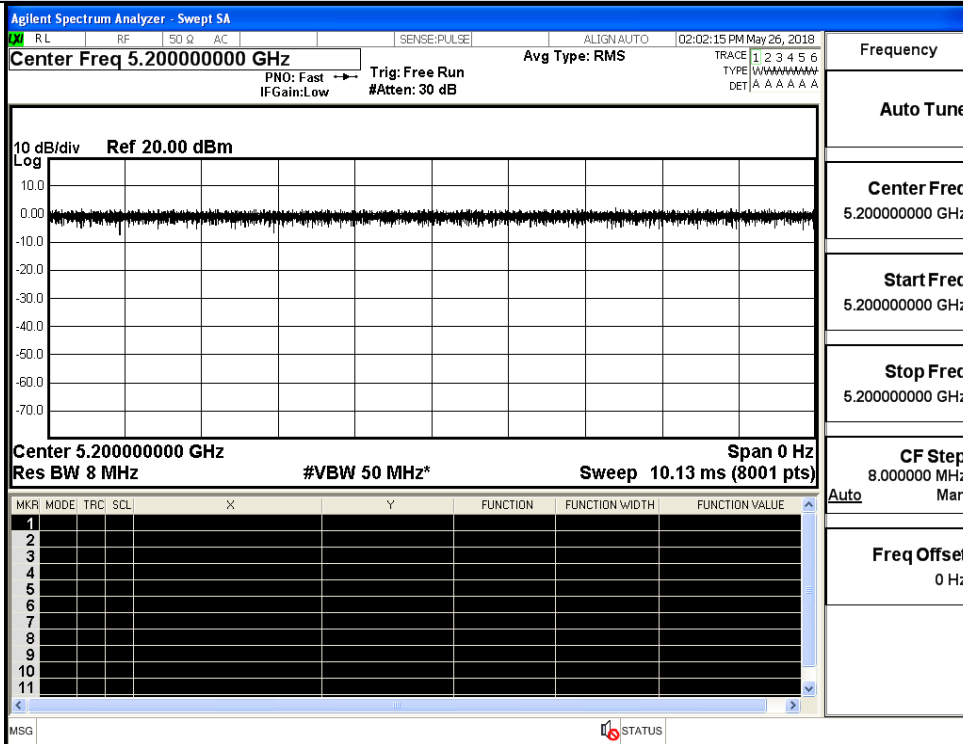 Agilent Spectrum Analyzer - Swept SA
LXI RL RF 50 Ω AC SENSE:PULSE ALIGN AUTO 02:02:15 PM May 26, 2018
Center Freq 5.200000000 GHz Avg Type: RMS TRACE 1 2 3 4 5 6
PNO: Fast Trig: Free Run TYPE WWWWWW
IFGain:Low #Atten: 30 dB DET A A A A A A
10 dB/div Ref 20.00 dBm
Log
10.0
0.00
-10.0
-20.0
-30.0
-40.0
-50.0
-60.0
-70.0
Center 5.200000000 GHz Span 0 Hz
Res BW 8 MHz #VBW 50 MHz* Sweep 10.13 ms (8001 pts)
MKR MODE TRC SCL X Y FUNCTION FUNCTION WIDTH FUNCTION VALUE
1
2
3
4
5
6
7
8
9
10
11
MSG STATUS
Frequency
Auto Tune
Center Freq
5.200000000 GHz
Start Freq
5.200000000 GHz
Stop Freq
5.200000000 GHz
CF Step
8.000000 MHz
Auto Man
Freq Offset
0 Hz